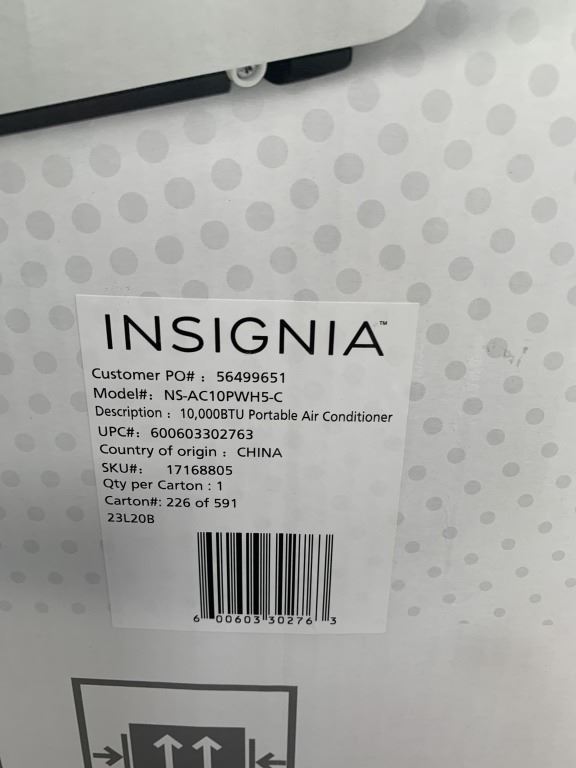 INSIGNIA™
Customer PO# : 56499651
Model#: NS-AC10PWH5-C
Description : 10,000BTU Portable Air Conditioner
UPC#: 600603302763
Country of origin : CHINA
SKU#: 17168805
Qty per Carton : 1
Carton#: 226 of 591
23L20B
6 00603 30276 3